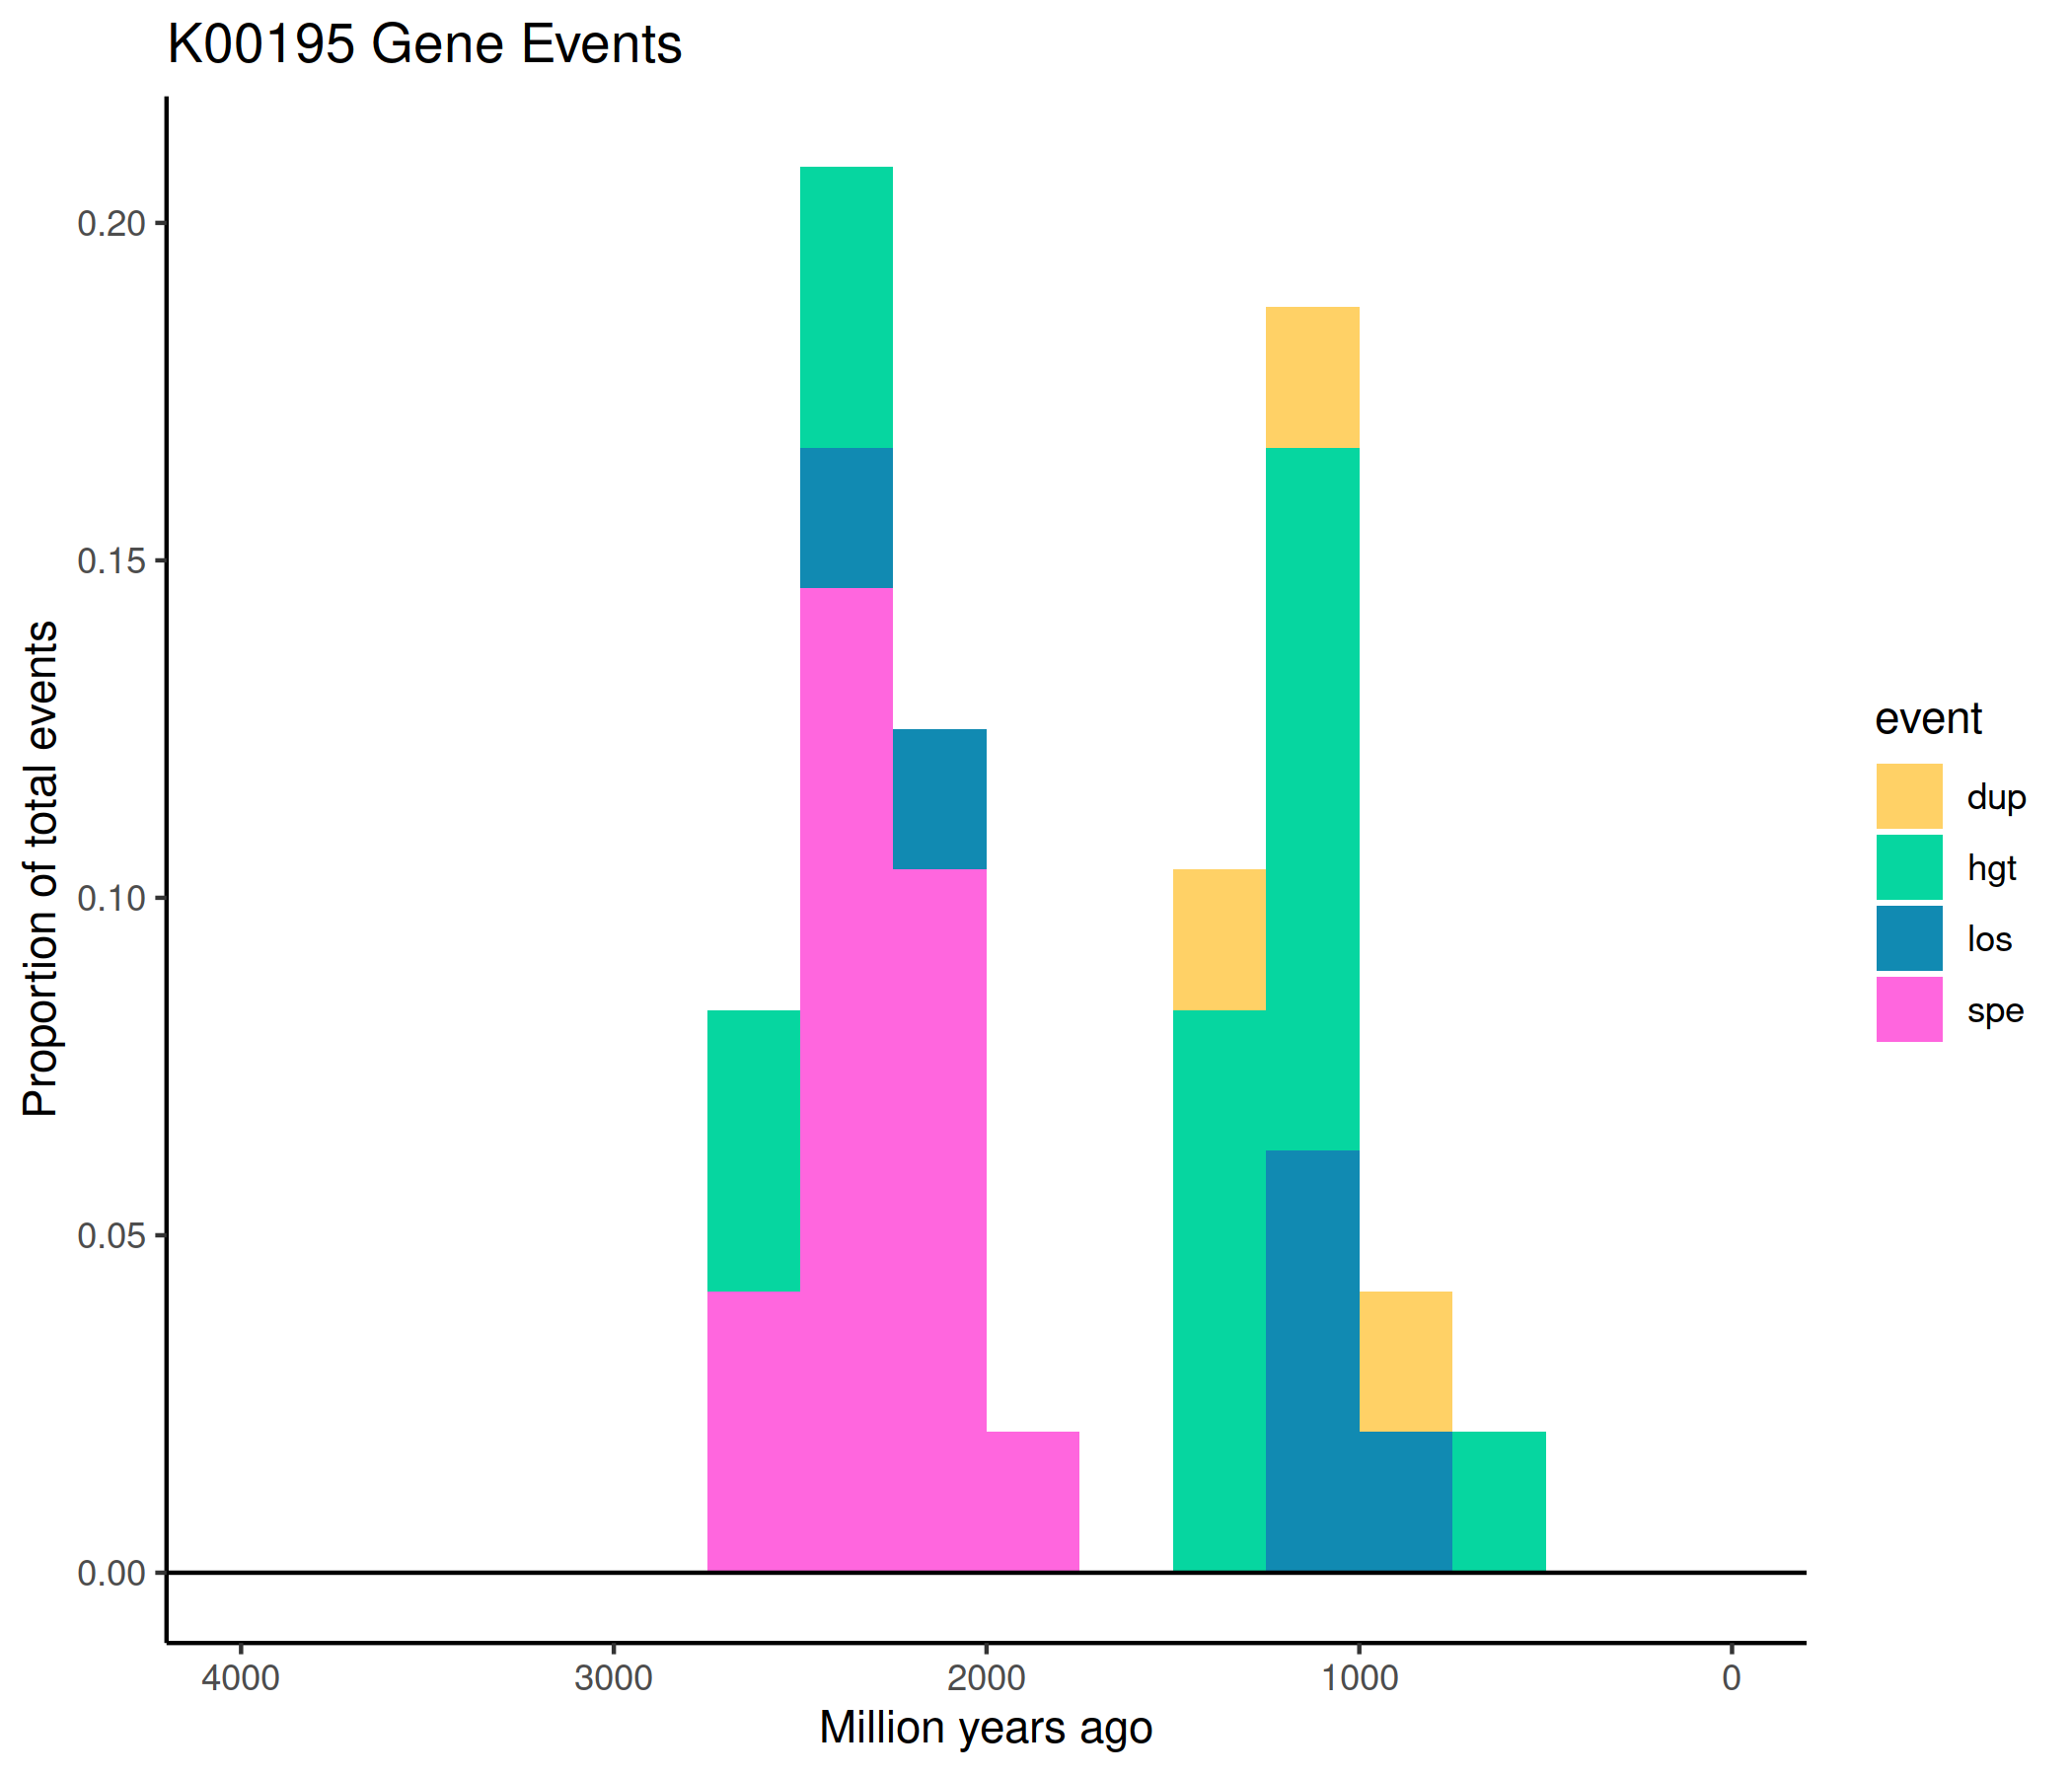 K00195 Gene Events
Proportion of total events
0.20
0.15
0.10
0.05
0.00
4000 3000 2000 1000 0
Million years ago
event
dup
hgt
los
spe